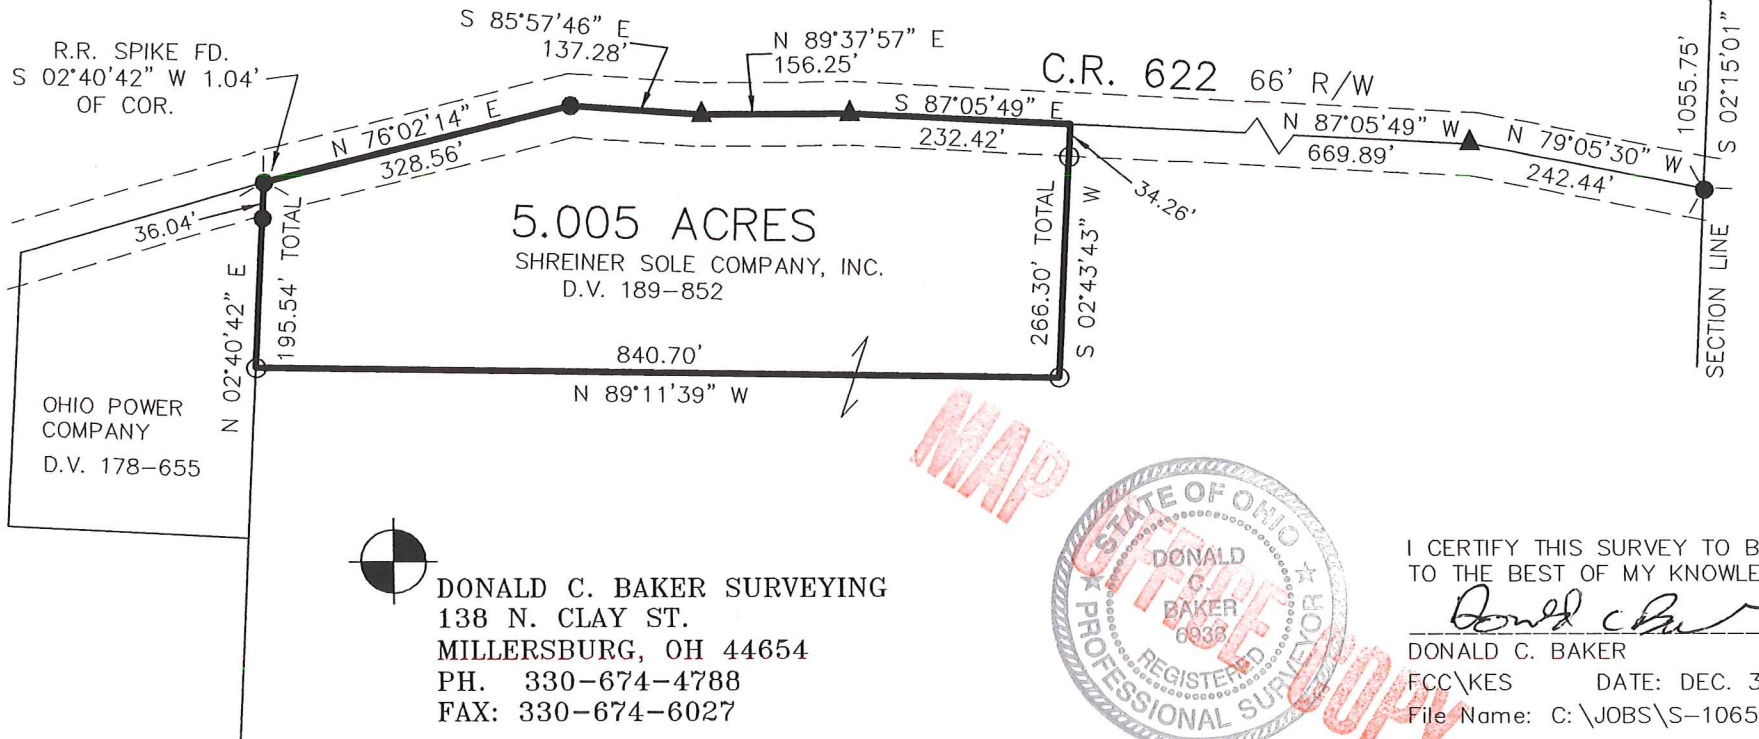 S 85°57'46" E
137.28'
N 89°37'57" E
156.25'
R.R. SPIKE FD.
S 02°40'42" W 1.04'
OF COR.
C.R. 622 66' R/W
1055.75'
S 02°15'01"
N 76°02'14" E
328.56'
S 87°05'49" E
232.42'
N 87°05'49" W
669.89'
N 79°05'30" W
242.44'
36.04'
34.26'
N 02°40'42" E
195.54' TOTAL
5.005 ACRES
SHREINER SOLE COMPANY, INC.
D.V. 189-852
266.30' TOTAL
S 02°43'43" W
SECTION LINE
840.70'
N 89°11'39" W
OHIO POWER
COMPANY
D.V. 178-655
MAP OFFICE COPY
STATE OF OHIO
DONALD
C.
BAKER
6938
REGISTERED
PROFESSIONAL SURVEYOR
DONALD C. BAKER SURVEYING
138 N. CLAY ST.
MILLERSBURG, OH 44654
PH. 330-674-4788
FAX: 330-674-6027
I CERTIFY THIS SURVEY TO B
TO THE BEST OF MY KNOWLE
Donald C Ba
DONALD C. BAKER
FCC\KES DATE: DEC. 3
File Name: C:\JOBS\S-1065